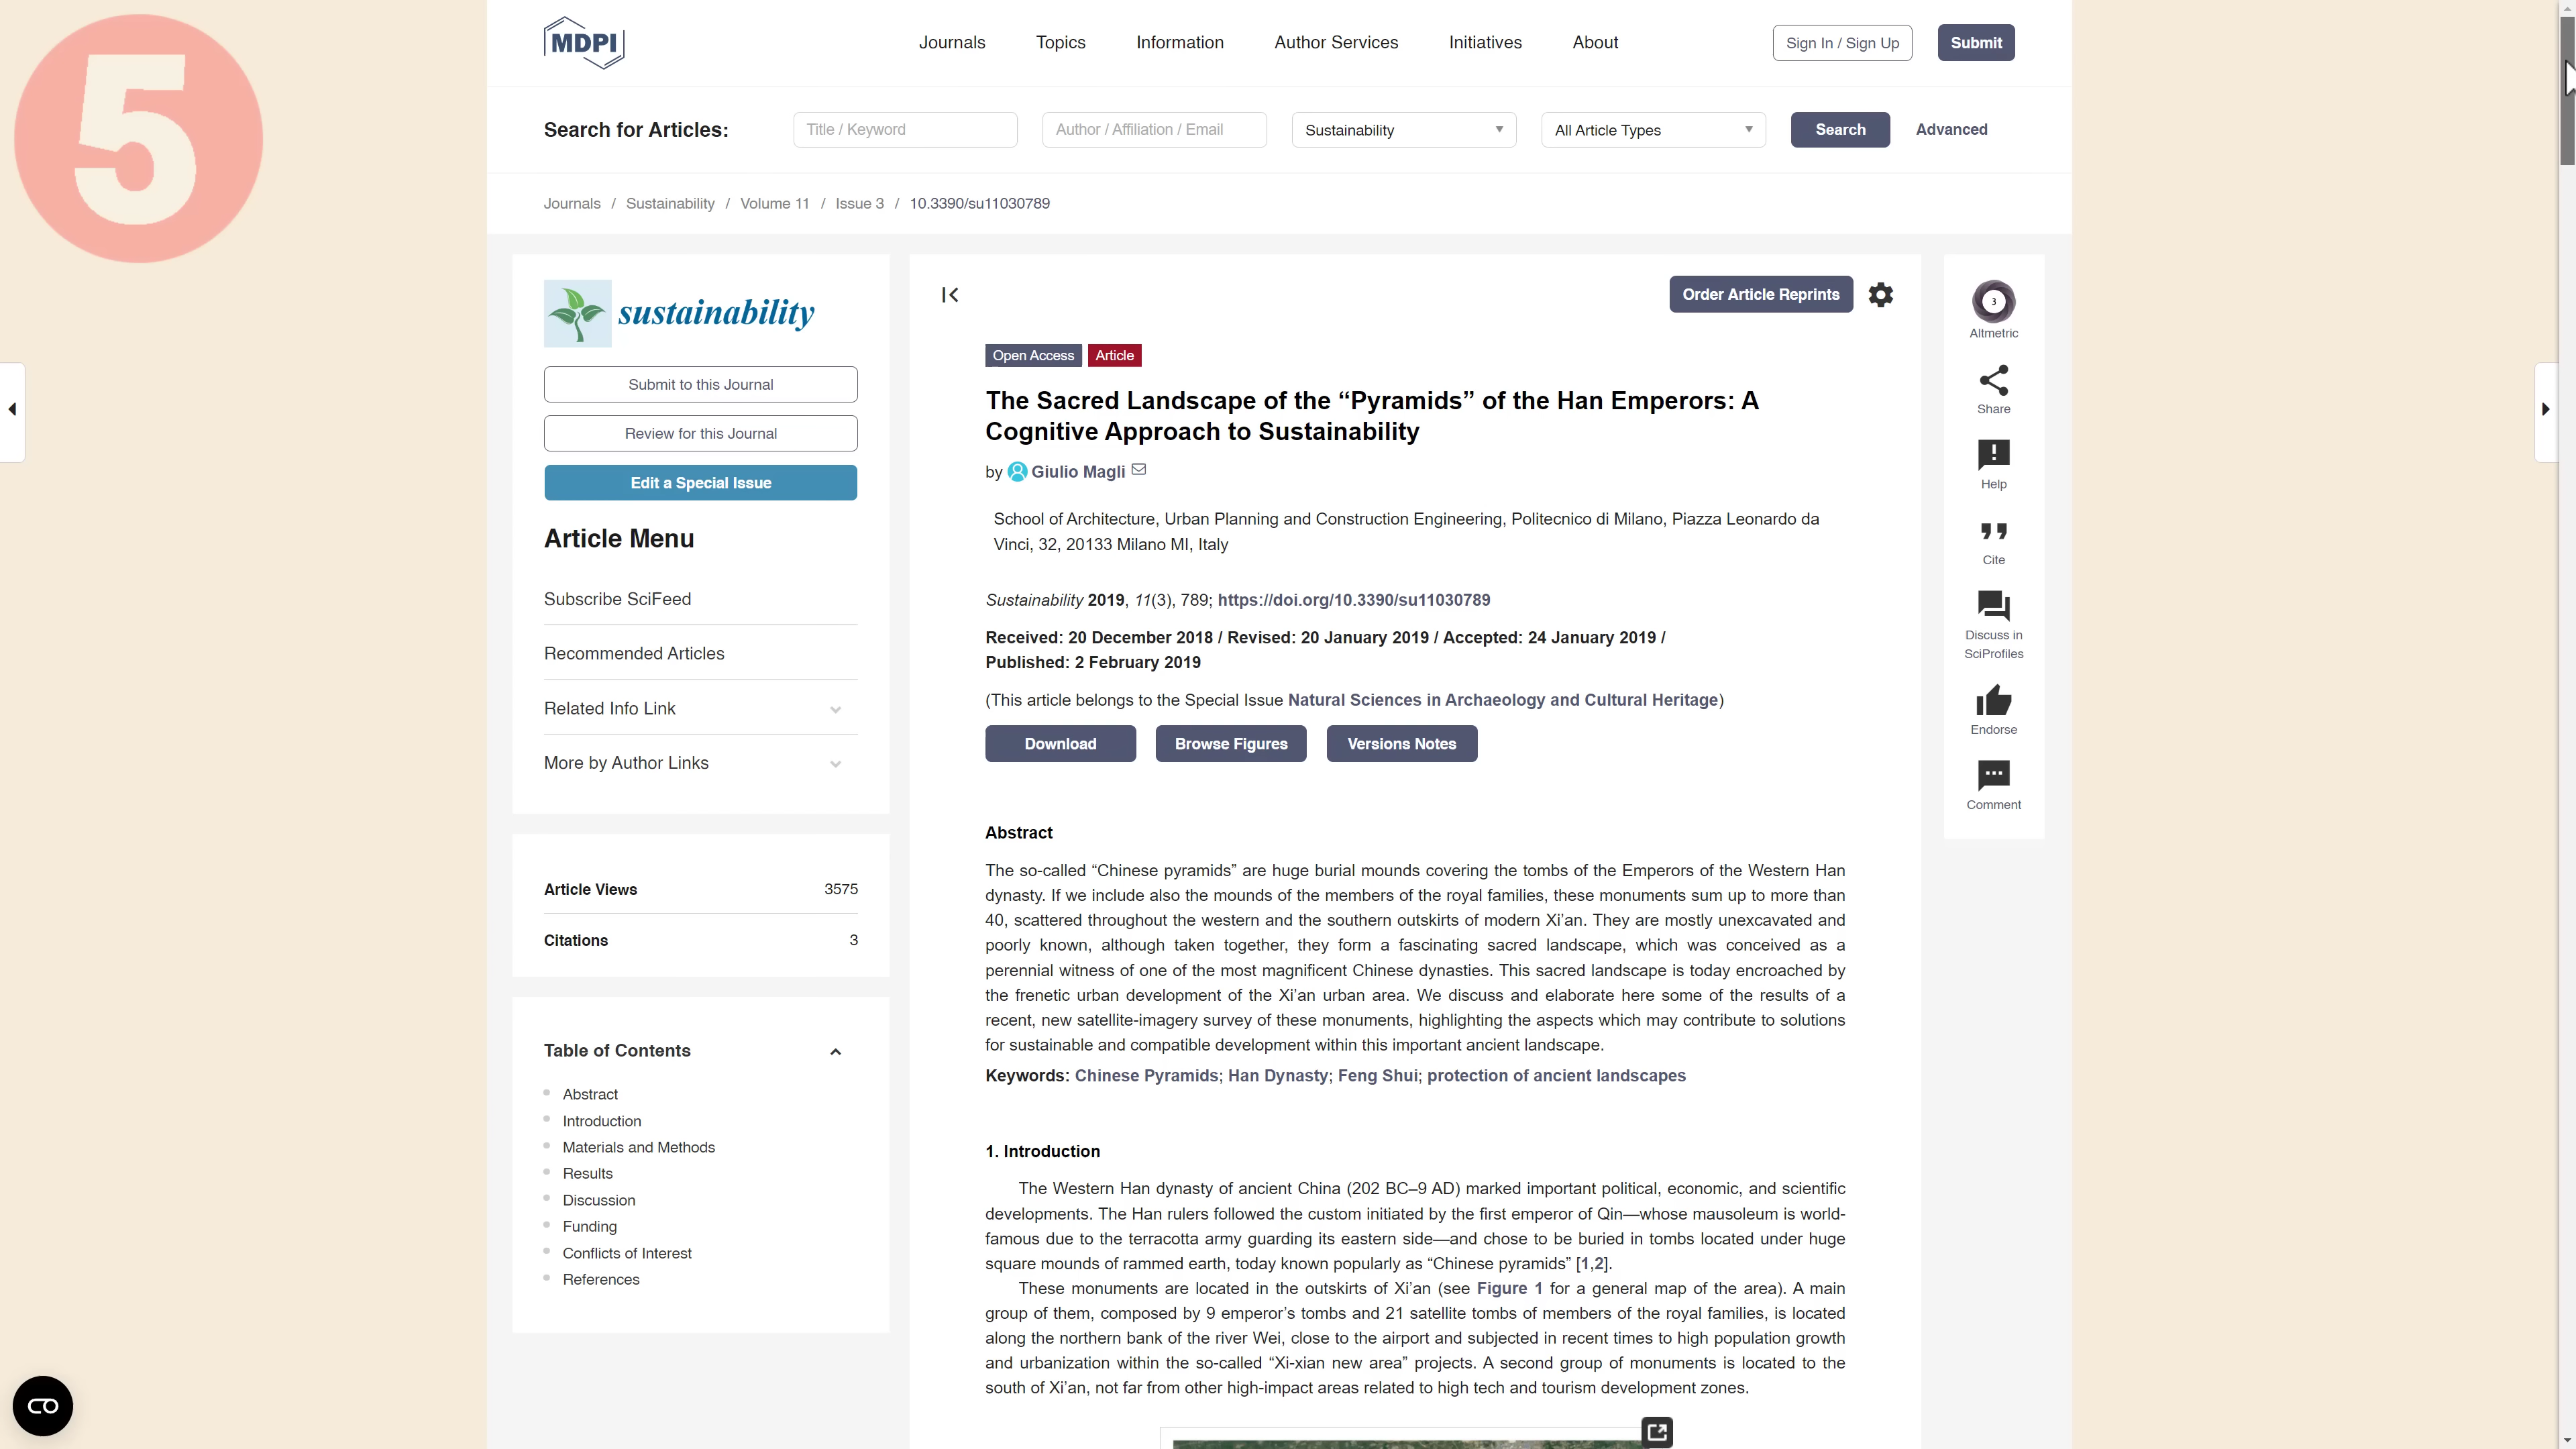 5
MDPI
Journals
Topics
Information
Author Services
Initiatives
About
Sign In / Sign Up
Submit
Search for Articles:
Title / Keyword
Author / Affiliation / Email
Sustainability
All Article Types
Search
Advanced
Journals / Sustainability / Volume 11 / Issue 3 / 10.3390/su11030789
sustainability
Submit to this Journal
Review for this Journal
Edit a Special Issue
Article Menu
Subscribe SciFeed
Recommended Articles
Related Info Link
More by Author Links
Article Views 3575
Citations 3
Table of Contents
Abstract
Introduction
Materials and Methods
Results
Discussion
Funding
Conflicts of Interest
References
Order Article Reprints
Open Access Article
The Sacred Landscape of the “Pyramids” of the Han Emperors: A
Cognitive Approach to Sustainability
by Giulio Magli
School of Architecture, Urban Planning and Construction Engineering, Politecnico di Milano, Piazza Leonardo da
Vinci, 32, 20133 Milano MI, Italy
Sustainability 2019, 11(3), 789; https://doi.org/10.3390/su11030789
Received: 20 December 2018 / Revised: 20 January 2019 / Accepted: 24 January 2019 /
Published: 2 February 2019
(This article belongs to the Special Issue Natural Sciences in Archaeology and Cultural Heritage)
Download
Browse Figures
Versions Notes
Abstract
The so-called “Chinese pyramids” are huge burial mounds covering the tombs of the Emperors of the Western Han
dynasty. If we include also the mounds of the members of the royal families, these monuments sum up to more than
40, scattered throughout the western and the southern outskirts of modern Xi’an. They are mostly unexcavated and
poorly known, although taken together, they form a fascinating sacred landscape, which was conceived as a
perennial witness of one of the most magnificent Chinese dynasties. This sacred landscape is today encroached by
the frenetic urban development of the Xi’an urban area. We discuss and elaborate here some of the results of a
recent, new satellite-imagery survey of these monuments, highlighting the aspects which may contribute to solutions
for sustainable and compatible development within this important ancient landscape.
Keywords: Chinese Pyramids; Han Dynasty; Feng Shui; protection of ancient landscapes
1. Introduction
The Western Han dynasty of ancient China (202 BC–9 AD) marked important political, economic, and scientific
developments. The Han rulers followed the custom initiated by the first emperor of Qin—whose mausoleum is world-
famous due to the terracotta army guarding its eastern side—and chose to be buried in tombs located under huge
square mounds of rammed earth, today known popularly as “Chinese pyramids” [1,2].
These monuments are located in the outskirts of Xi’an (see Figure 1 for a general map of the area). A main
group of them, composed by 9 emperor’s tombs and 21 satellite tombs of members of the royal families, is located
along the northern bank of the river Wei, close to the airport and subjected in recent times to high population growth
and urbanization within the so-called “Xi-xian new area” projects. A second group of monuments is located to the
south of Xi’an, not far from other high-impact areas related to high tech and tourism development zones.
3
Altmetric
Share
Help
Cite
Discuss in
SciProfiles
Endorse
Comment